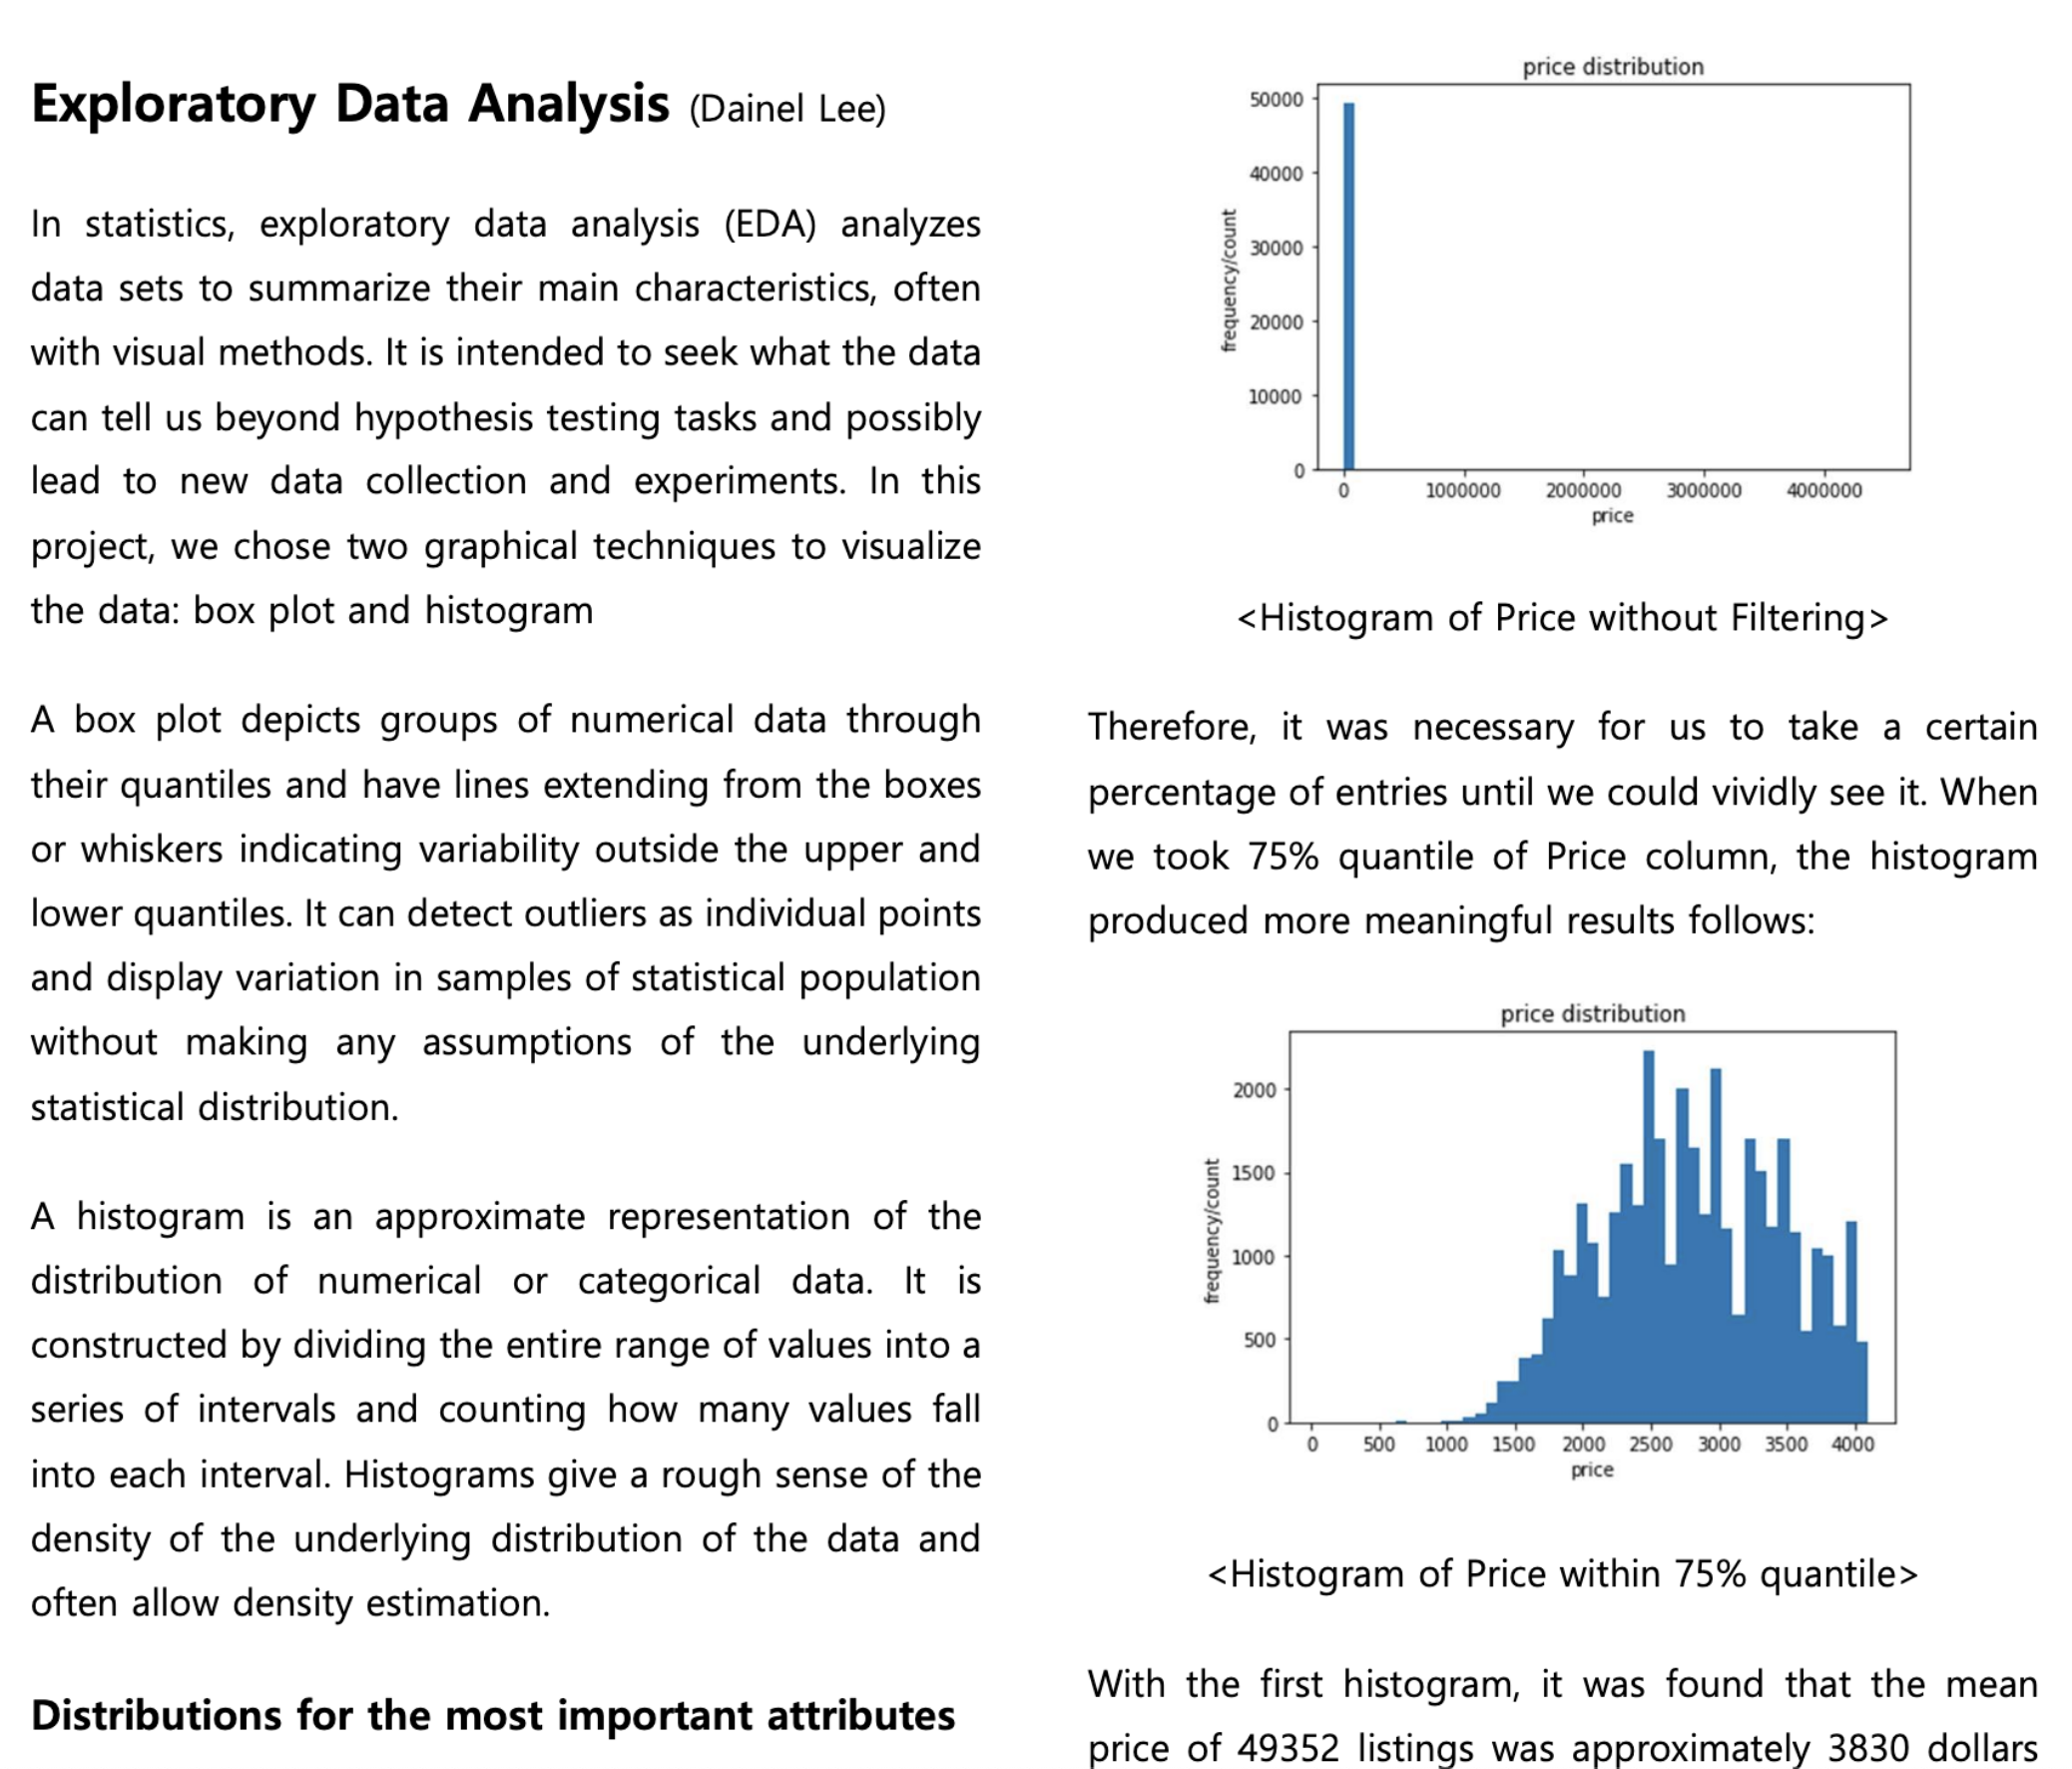 Exploratory Data Analysis (Dainel Lee)
In statistics, exploratory data analysis (EDA) analyzes
data sets to summarize their main characteristics, often
with visual methods. It is intended to seek what the data
can tell us beyond hypothesis testing tasks and possibly
lead to new data collection and experiments. In this
project, we chose two graphical techniques to visualize
the data: box plot and histogram
A box plot depicts groups of numerical data through
their quantiles and have lines extending from the boxes
or whiskers indicating variability outside the upper and
lower quantiles. It can detect outliers as individual points
and display variation in samples of statistical population
without making any assumptions of the underlying
statistical distribution.
A histogram is an approximate representation of the
distribution of numerical or categorical data. It is
constructed by dividing the entire range of values into a
series of intervals and counting how many values fall
into each interval. Histograms give a rough sense of the
density of the underlying distribution of the data and
often allow density estimation.
Distributions for the most important attributes
price distribution
frequency/count
50000
40000
30000
20000
10000
0
0 1000000 2000000 3000000 4000000
price
<Histogram of Price without Filtering>
Therefore, it was necessary for us to take a certain
percentage of entries until we could vividly see it. When
we took 75% quantile of Price column, the histogram
produced more meaningful results follows:
price distribution
frequency/count
2000
1500
1000
500
0
0 500 1000 1500 2000 2500 3000 3500 4000
price
<Histogram of Price within 75% quantile>
With the first histogram, it was found that the mean
price of 49352 listings was approximately 3830 dollars